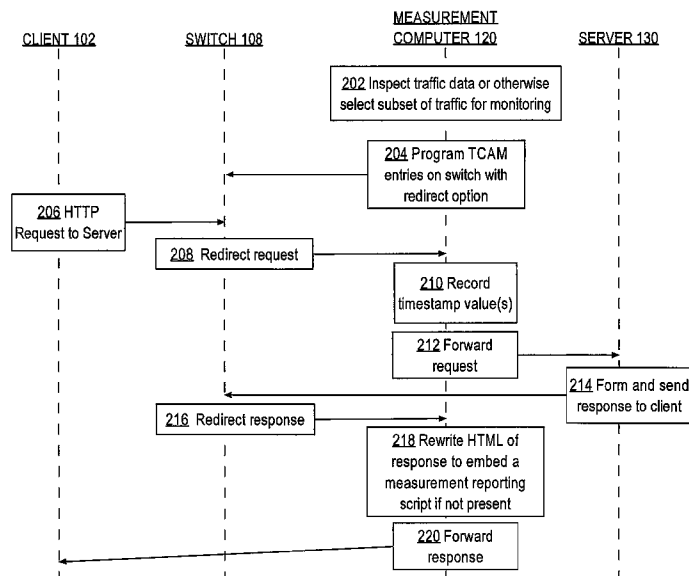 CLIENT 102
SWITCH 108
MEASUREMENT
COMPUTER 120
SERVER 130
202 Inspect traffic data or otherwise
select subset of traffic for monitoring
204 Program TCAM
entries on switch with
redirect option
206 HTTP
Request to Server
208 Redirect request
210 Record
timestamp value(s)
212 Forward
request
214 Form and send
response to client
216 Redirect response
218 Rewrite HTML of
response to embed a
measurement reporting
script if not present
220 Forward
response